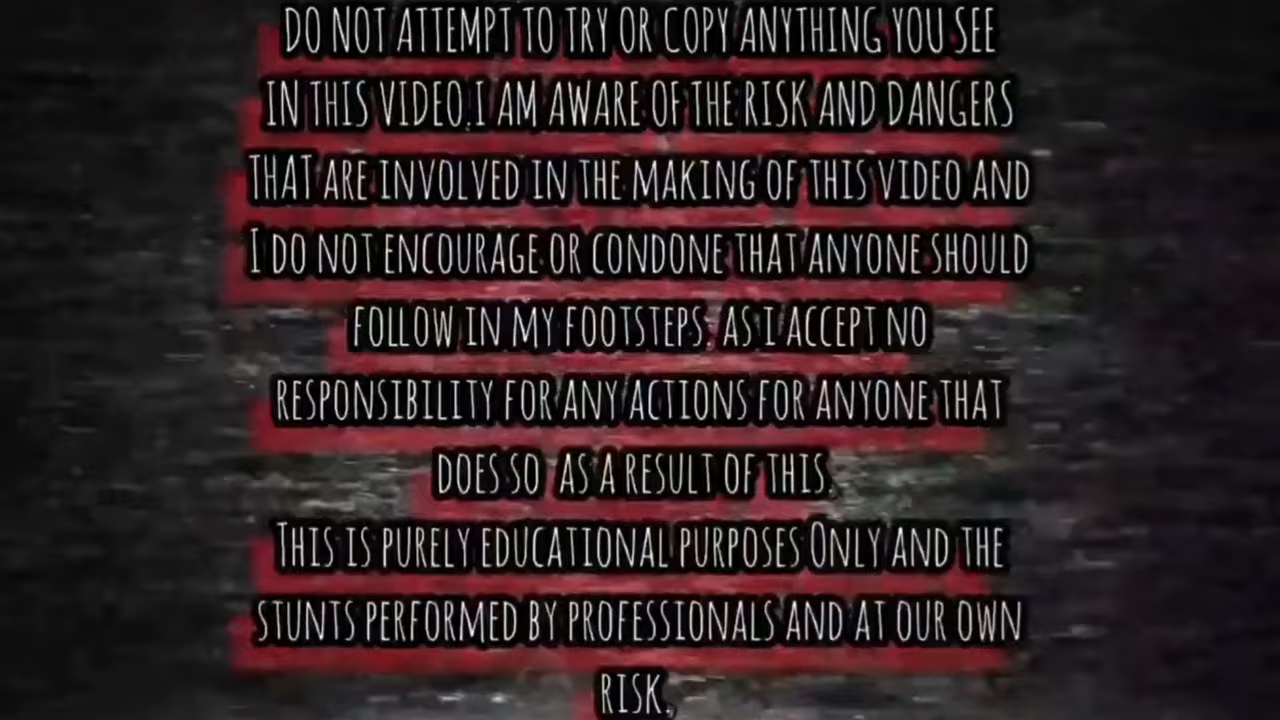 DO NOT ATTEMPT TO TRY OR COPY ANYTHING YOU SEE
IN THIS VIDEO.I AM AWARE OF THE RISK AND DANGERS
THAT ARE INVOLVED IN THE MAKING OF THIS VIDEO AND
I DO NOT ENCOURAGE OR CONDONE THAT ANYONE SHOULD
FOLLOW IN MY FOOTSTEPS. AS I ACCEPT NO
RESPONSIBILITY FOR ANY ACTIONS FOR ANYONE THAT
DOES SO AS A RESULT OF THIS.
THIS IS PURELY EDUCATIONAL PURPOSES ONLY AND THE
STUNTS PERFORMED BY PROFESSIONALS AND AT OUR OWN
RISK.